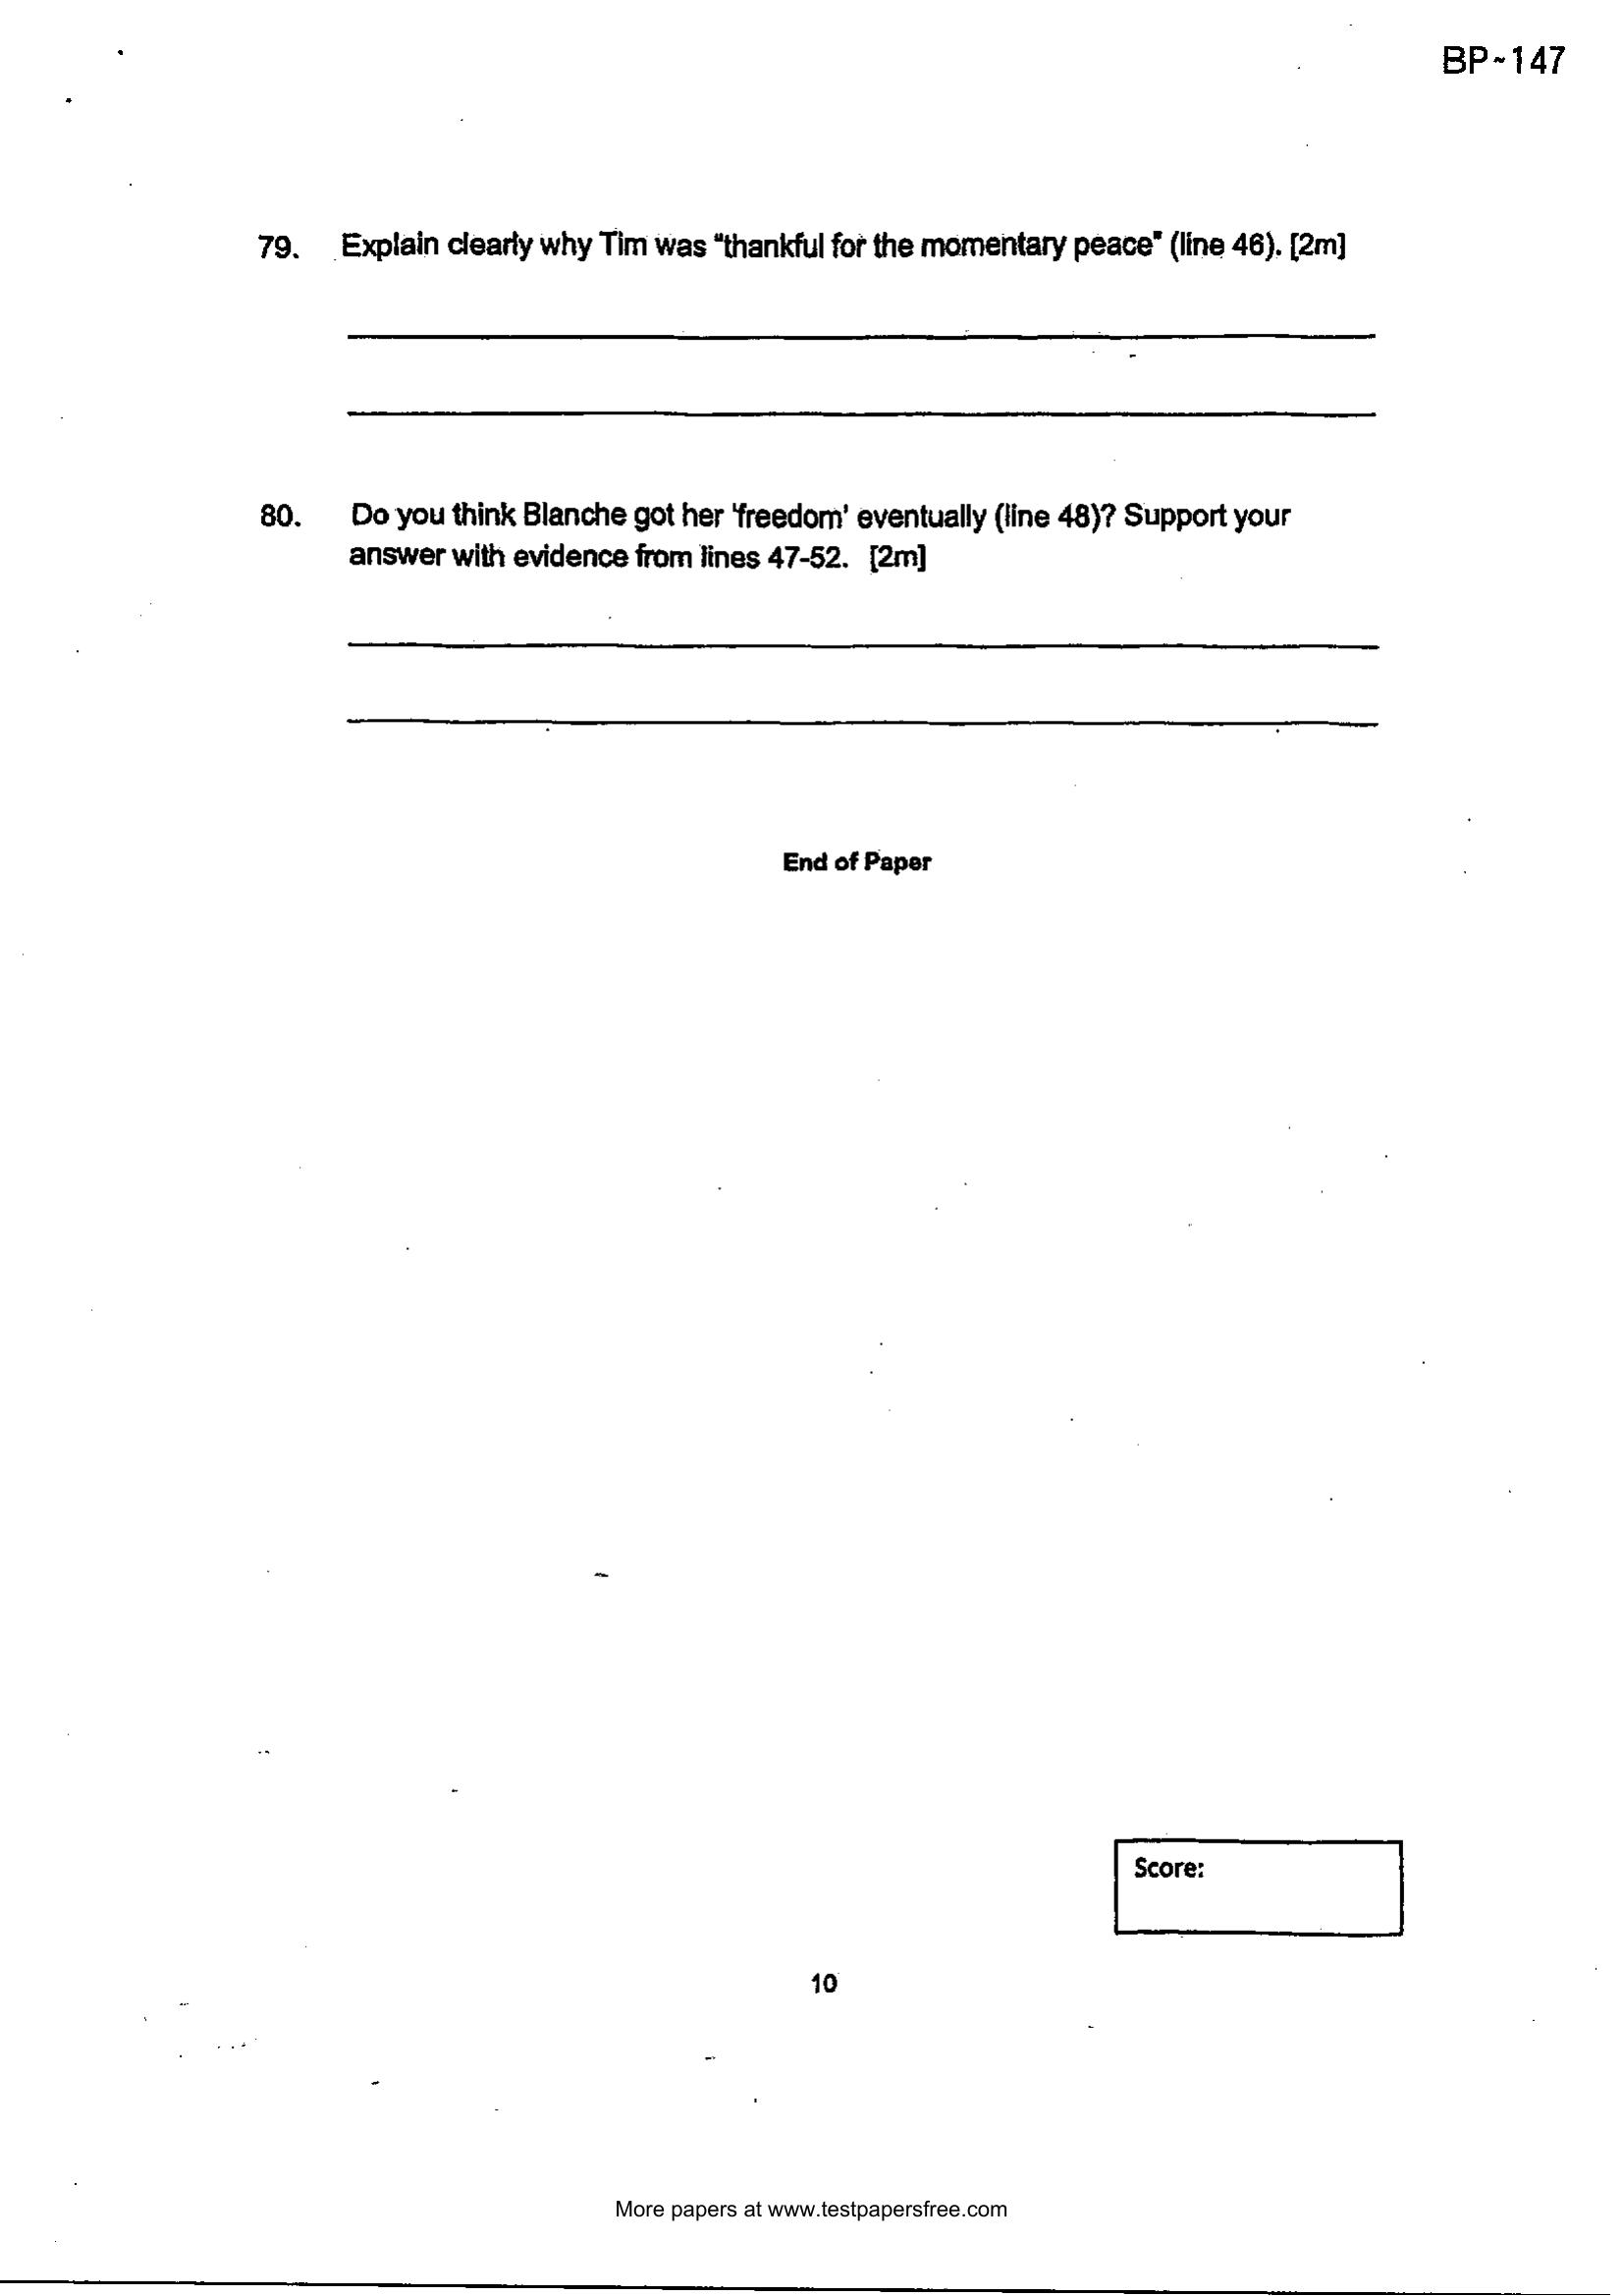 BP~147
79. Explain clearly why Tim was "thankful for the momentary peace" (line 46). [2m]
80. Do you think Blanche got her 'freedom' eventually (line 48)? Support your
answer with evidence from lines 47-52. [2m]
End of Paper
Score:
10
More papers at www.testpapersfree.com